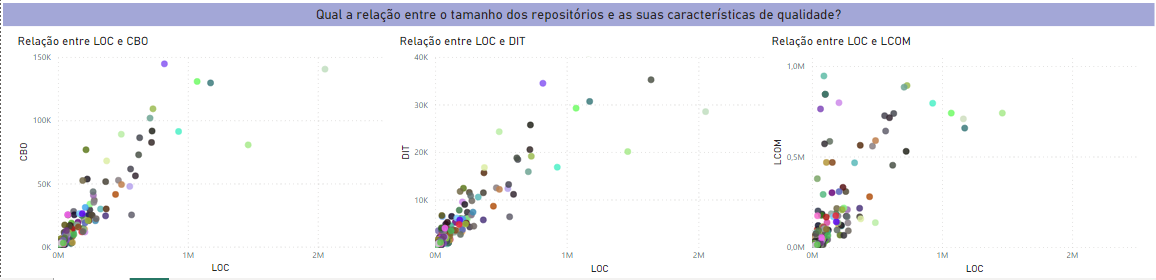 Qual a relação entre o tamanho dos repositórios e as suas características de qualidade?
Relação entre LOC e CBO
150K
100K
50K
0K
CBO
0M
1M
2M
LOC
Relação entre LOC e DIT
40K
30K
20K
10K
0K
DIT
0M
1M
2M
LOC
Relação entre LOC e LCOM
1,0M
0,5M
0,0M
LCOM
0M
1M
2M
LOC